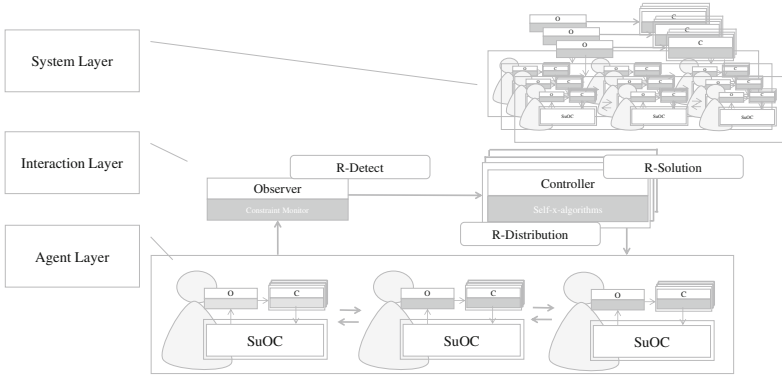 System Layer
O
C
O
O
C
O C
O C
O C
SuOC
SuOC
SuOC
Interaction Layer
R-Detect
R-Solution
Observer
Controller
Constraint Monitor
Self-x-algorithms
R-Distribution
Agent Layer
O C O C O C
SuOC SuOC SuOC